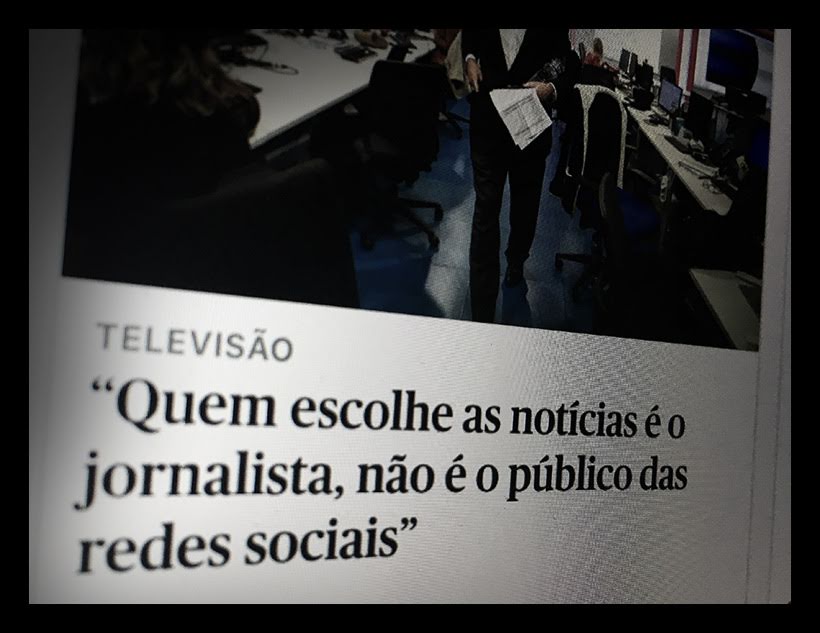 TELEVISÃO
“Quem escolhe as notícias é o
jornalista, não é o público das
redes sociais”